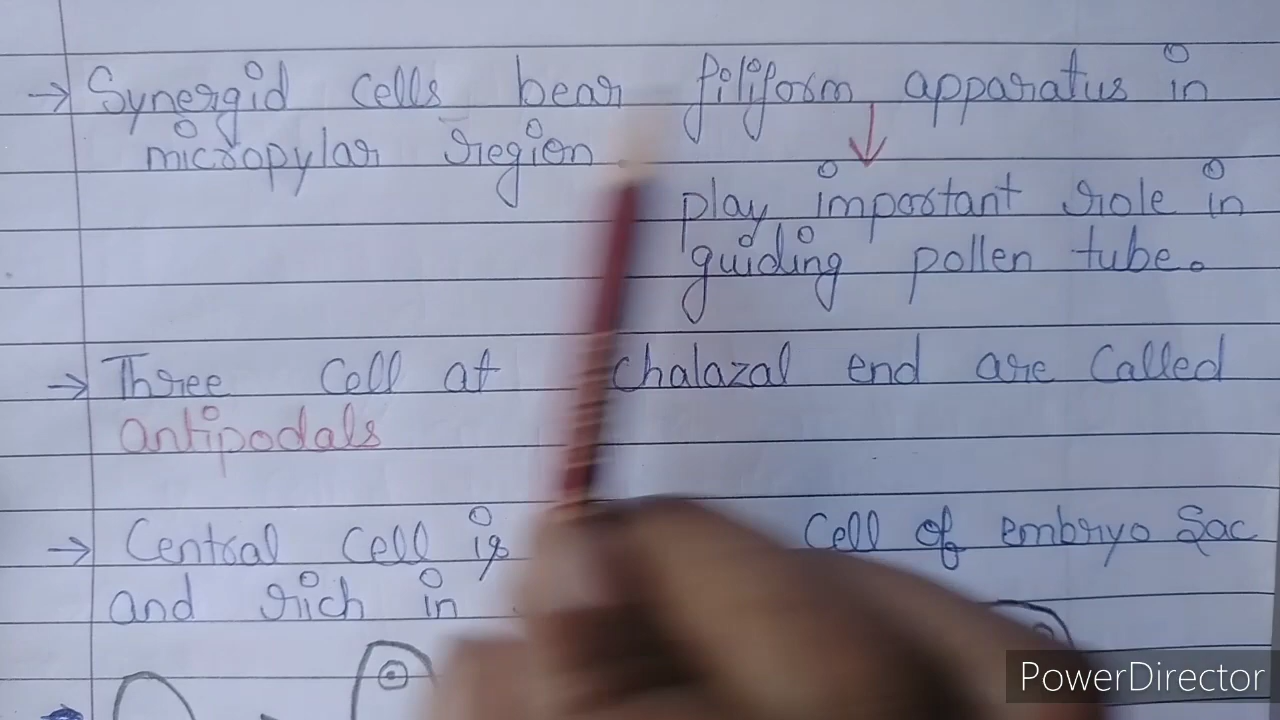 → Synergid cells bear filiform apparatus in
micropylar region
play important role in
guiding pollen tube.
→ Three cell at chalazal end are called
antipodals
→ Central cell is cell of embryo sac
and rich in
PowerDirector